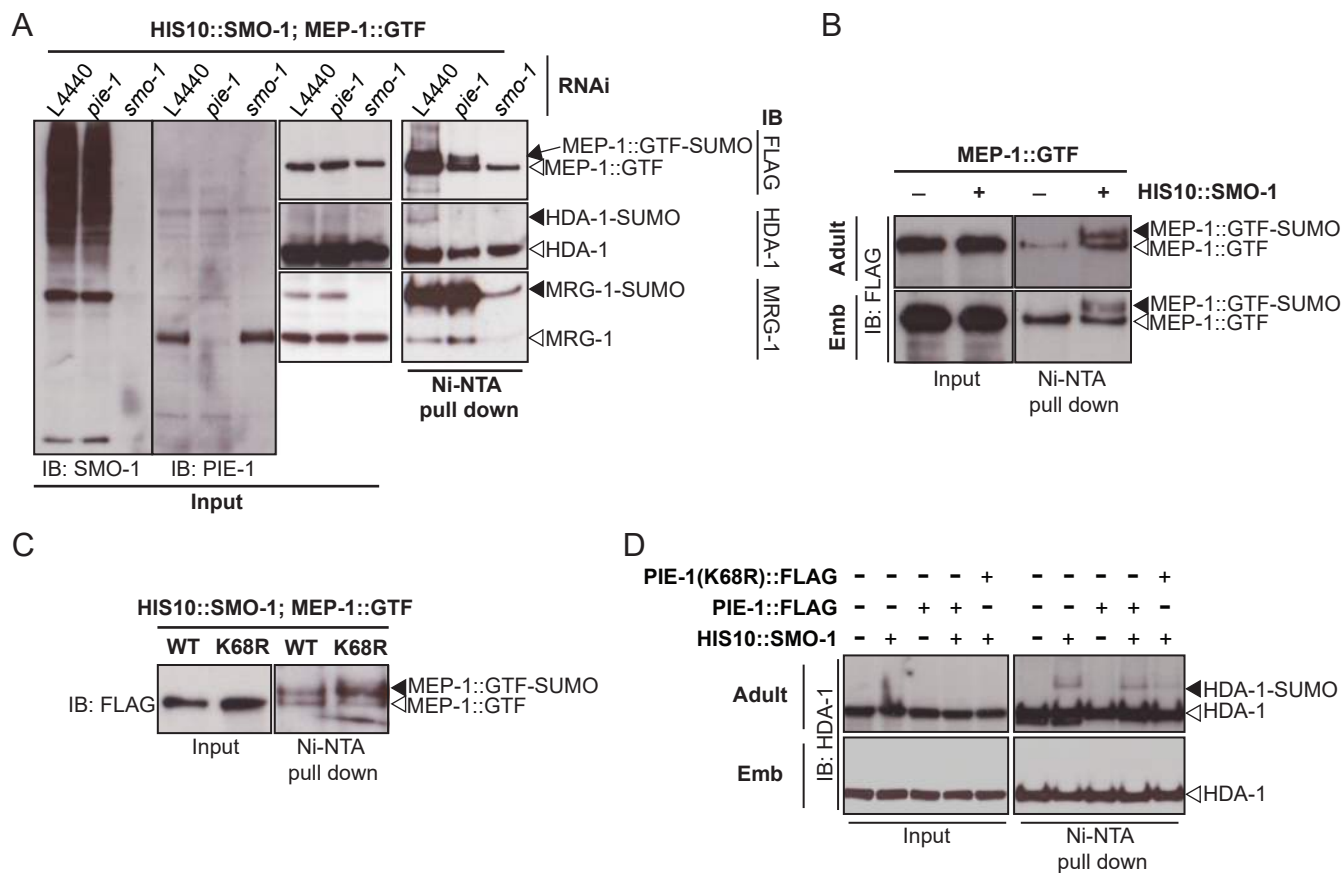 A
HIS10::SMO-1; MEP-1::GTF
L4440 pie-1 smo-1 L4440 pie-1 smo-1 L4440 pie-1 smo-1 L4440 pie-1 smo-1
RNAi
IB
MEP-1::GTF-SUMO
MEP-1::GTF
FLAG
HDA-1-SUMO
HDA-1
HDA-1
MRG-1-SUMO
MRG-1
MRG-1
Ni-NTA
pull down
IB: SMO-1 IB: PIE-1
Input
B
MEP-1::GTF
– + – + HIS10::SMO-1
Adult
MEP-1::GTF-SUMO
MEP-1::GTF
IB: FLAG
Emb
MEP-1::GTF-SUMO
MEP-1::GTF
Input Ni-NTA
pull down
C
HIS10::SMO-1; MEP-1::GTF
WT K68R WT K68R
IB: FLAG
MEP-1::GTF-SUMO
MEP-1::GTF
Input Ni-NTA
pull down
D
PIE-1(K68R)::FLAG - - - - + - - - - +
PIE-1::FLAG - - + + - - - + + -
HIS10::SMO-1 - + - + + - + - + +
Adult
HDA-1-SUMO
HDA-1
IB: HDA-1
Emb
HDA-1
Input Ni-NTA
pull down